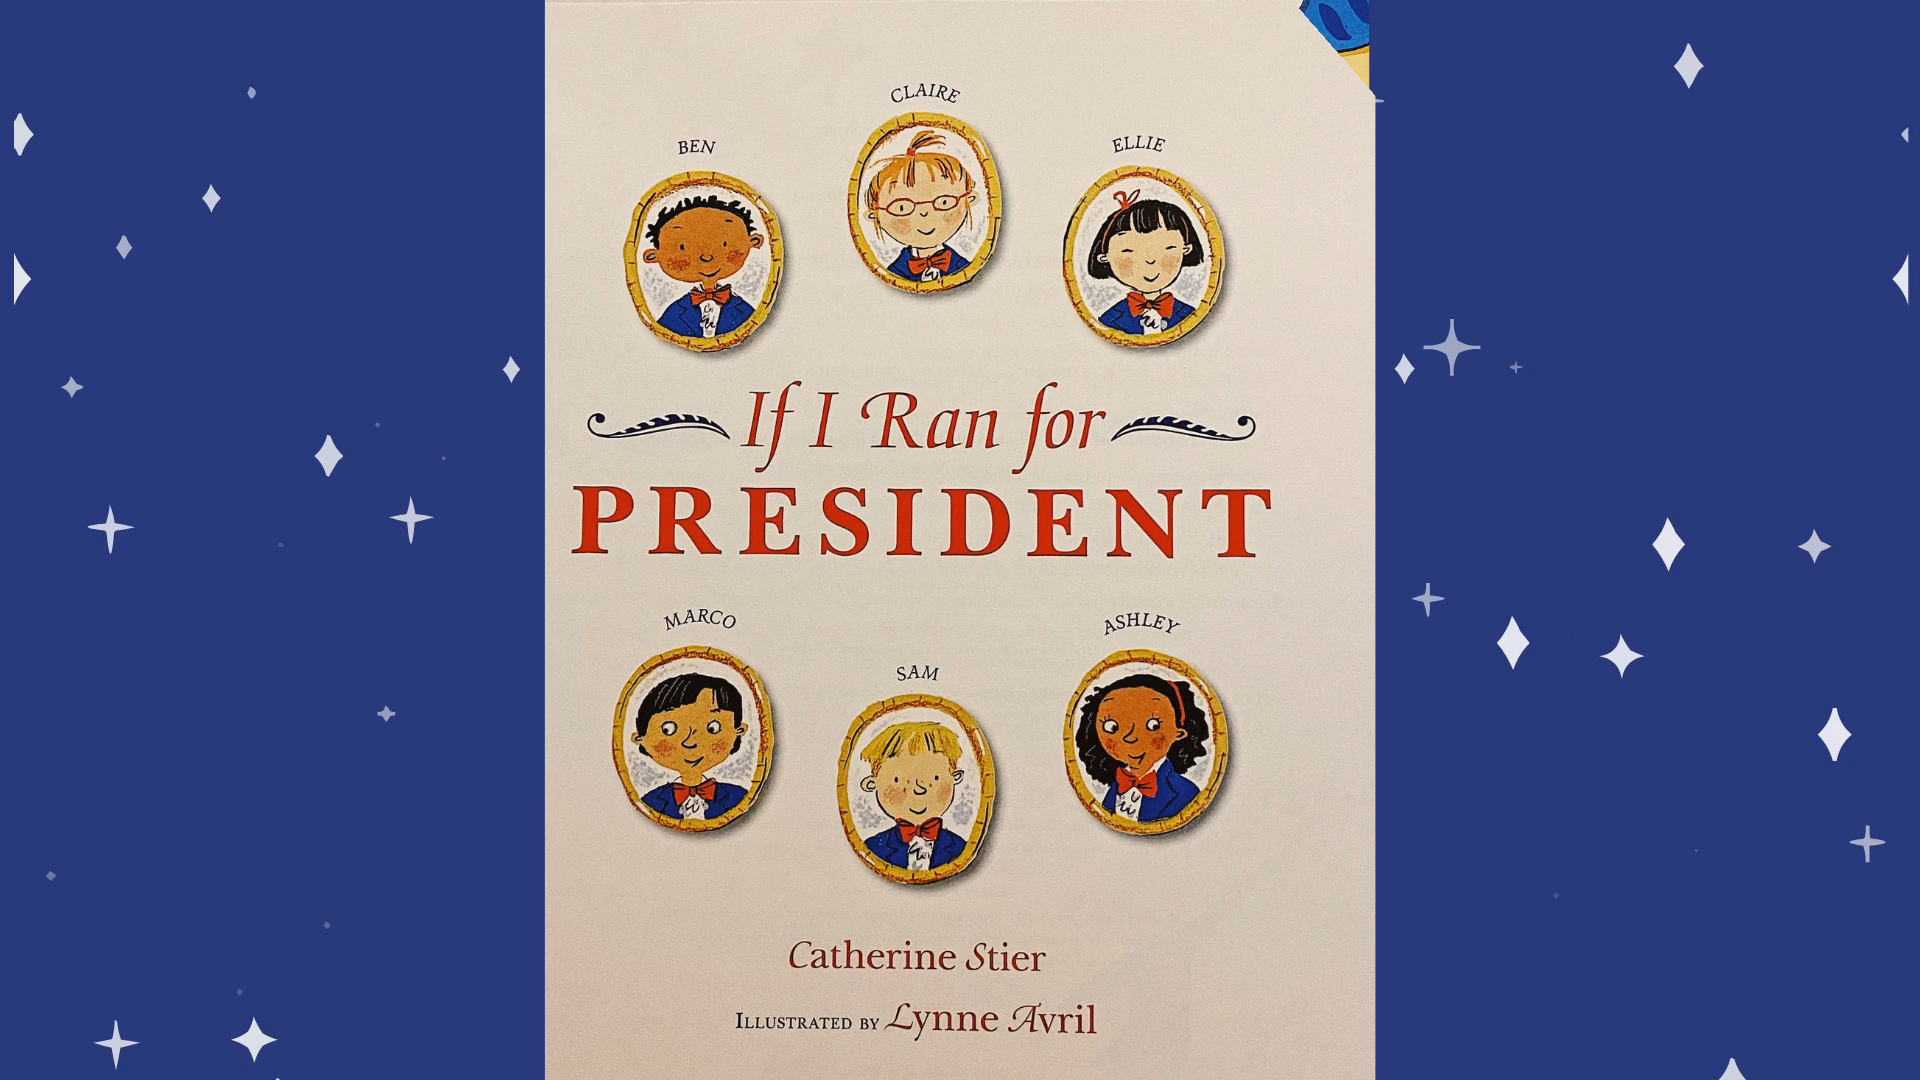 CLAIRE
BEN
ELLIE
If I Ran for
PRESIDENT
MARCO
ASHLEY
SAM
Catherine Stier
ILLUSTRATED BY Lynne Avril